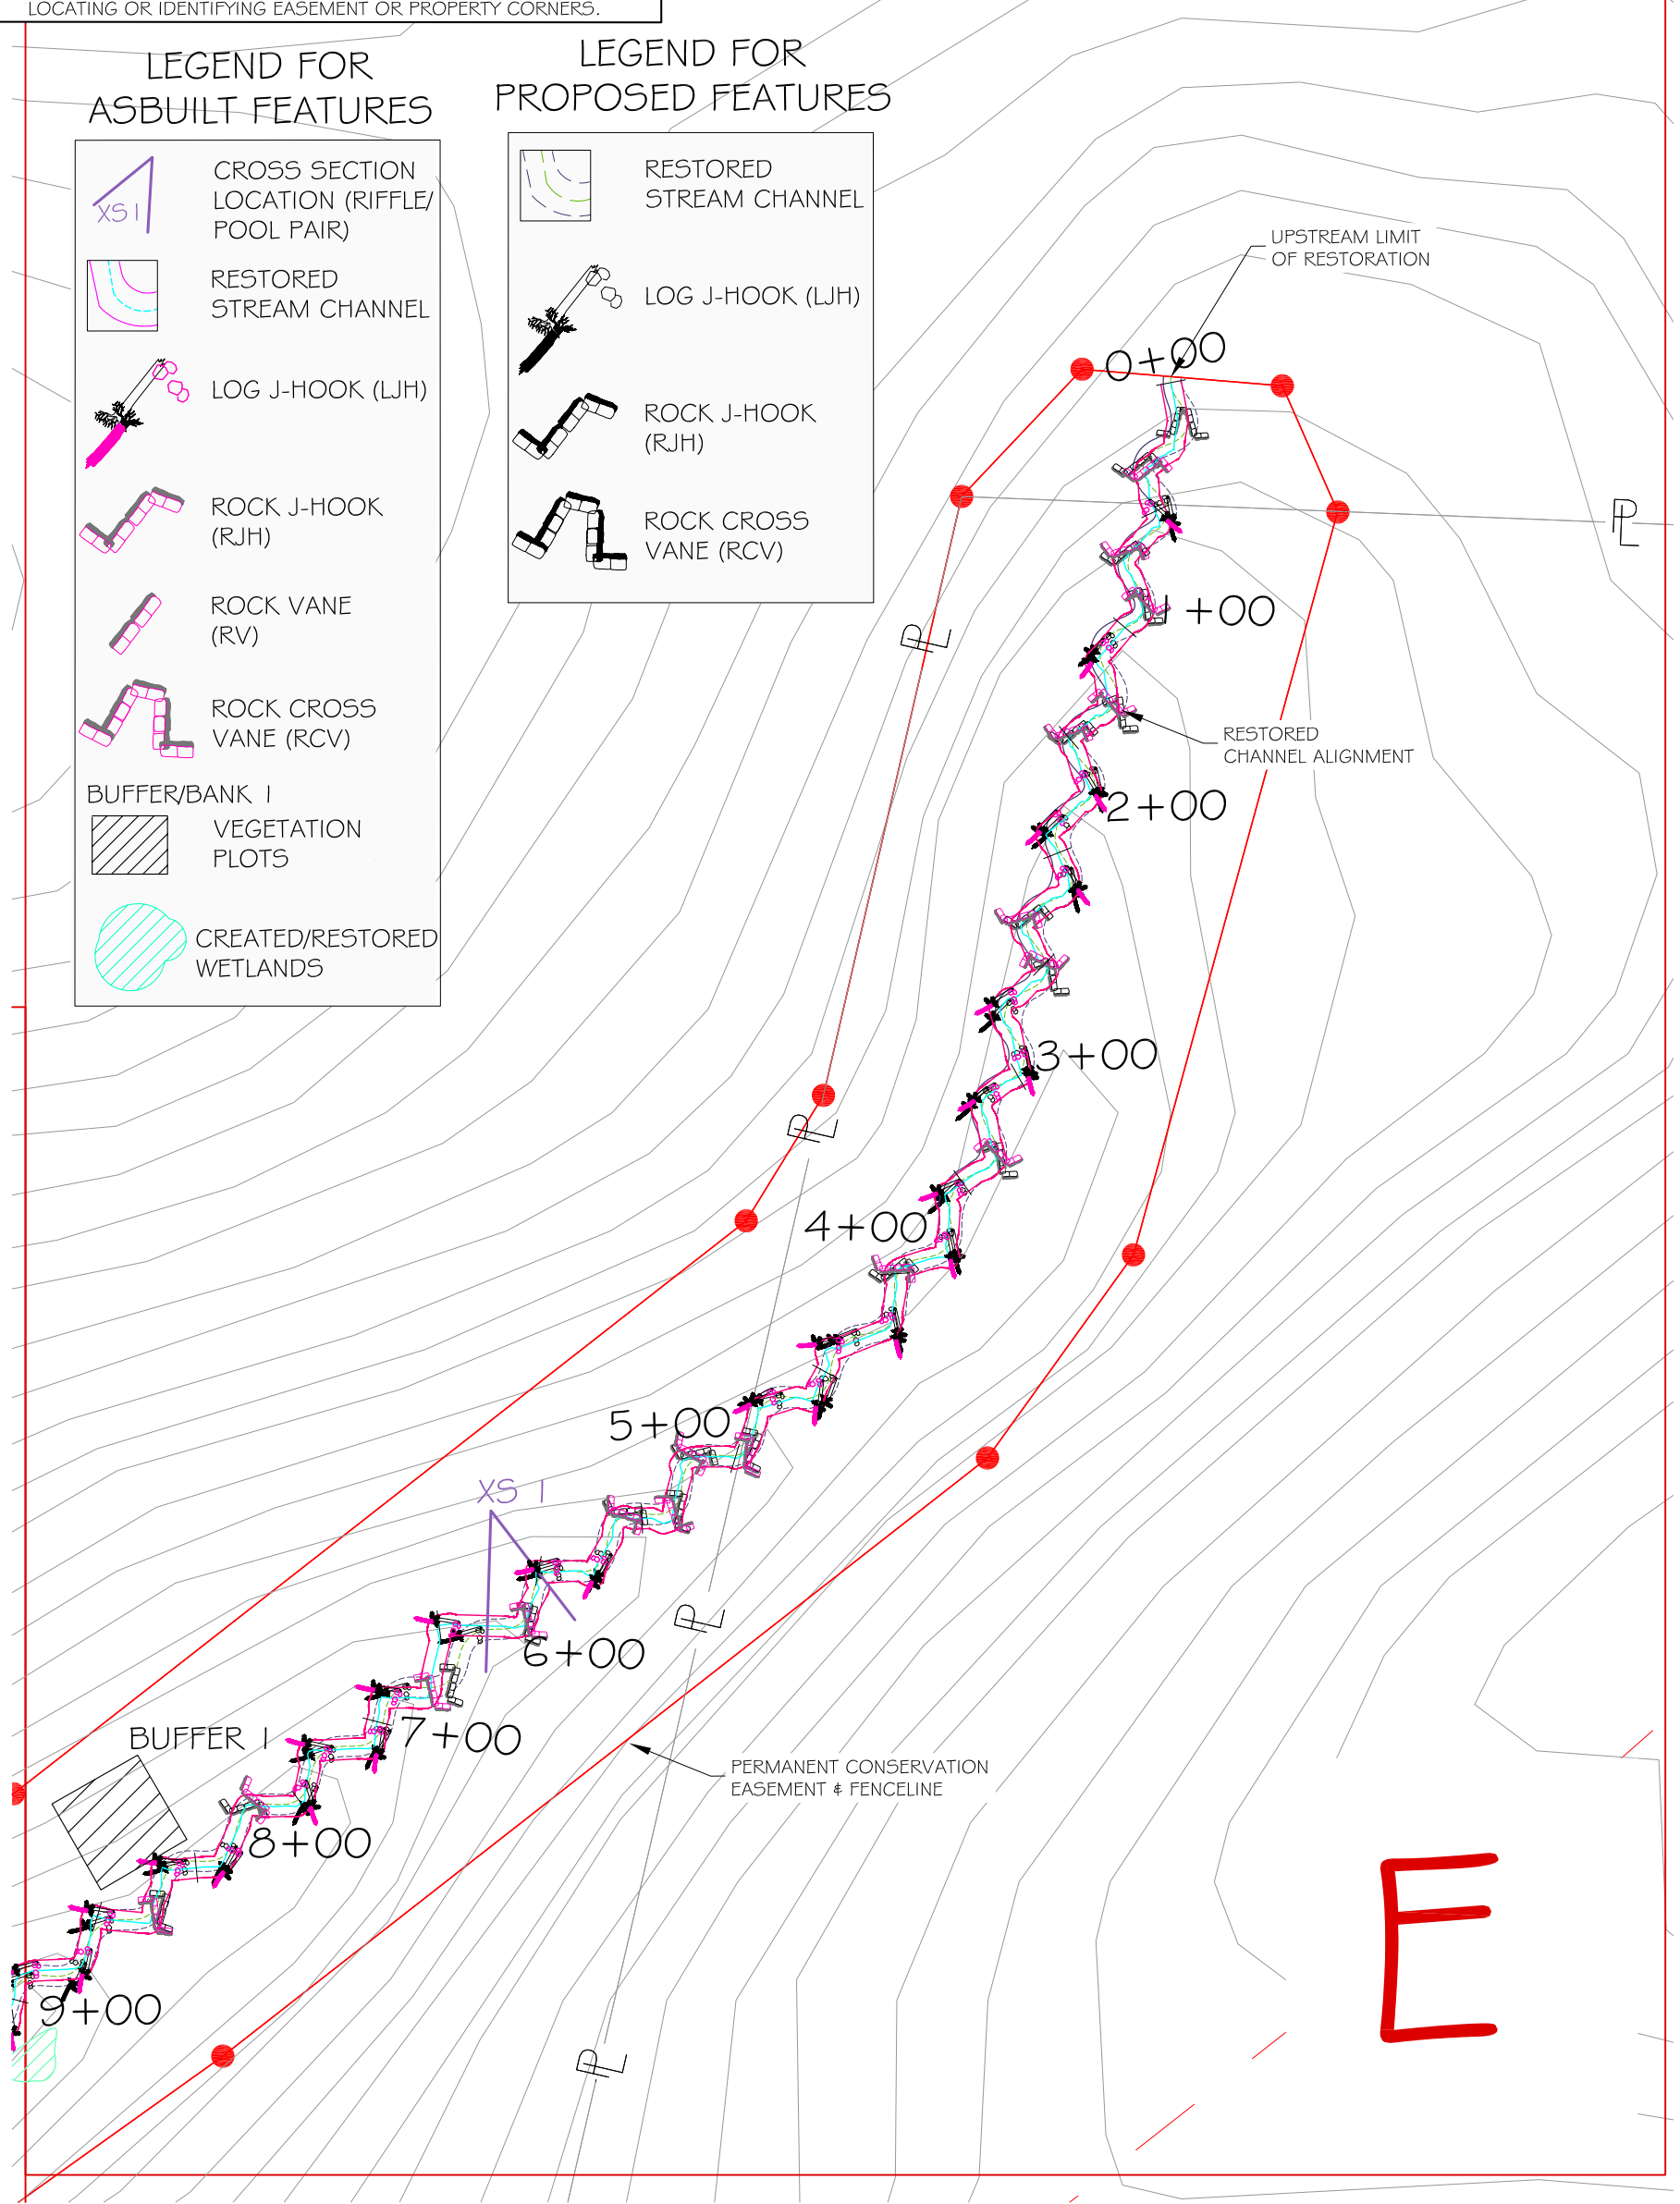 LOCATING OR IDENTIFYING EASEMENT OR PROPERTY CORNERS.
LEGEND FOR
ASBUILT FEATURES
XS 1
CROSS SECTION
LOCATION (RIFFLE/
POOL PAIR)
RESTORED
STREAM CHANNEL
LOG J-HOOK (LJH)
ROCK J-HOOK
(RJH)
ROCK VANE
(RV)
ROCK CROSS
VANE (RCV)
BUFFER/BANK 1
VEGETATION
PLOTS
CREATED/RESTORED
WETLANDS
LEGEND FOR
PROPOSED FEATURES
RESTORED
STREAM CHANNEL
LOG J-HOOK (LJH)
ROCK J-HOOK
(RJH)
ROCK CROSS
VANE (RCV)
UPSTREAM LIMIT
OF RESTORATION
0+00
PL
1+00
PL
RESTORED
CHANNEL ALIGNMENT
2+00
3+00
PL
4+00
5+00
XS 1
PL
6+00
7+00
BUFFER 1
PERMANENT CONSERVATION
EASEMENT & FENCELINE
8+00
E
9+00
PL